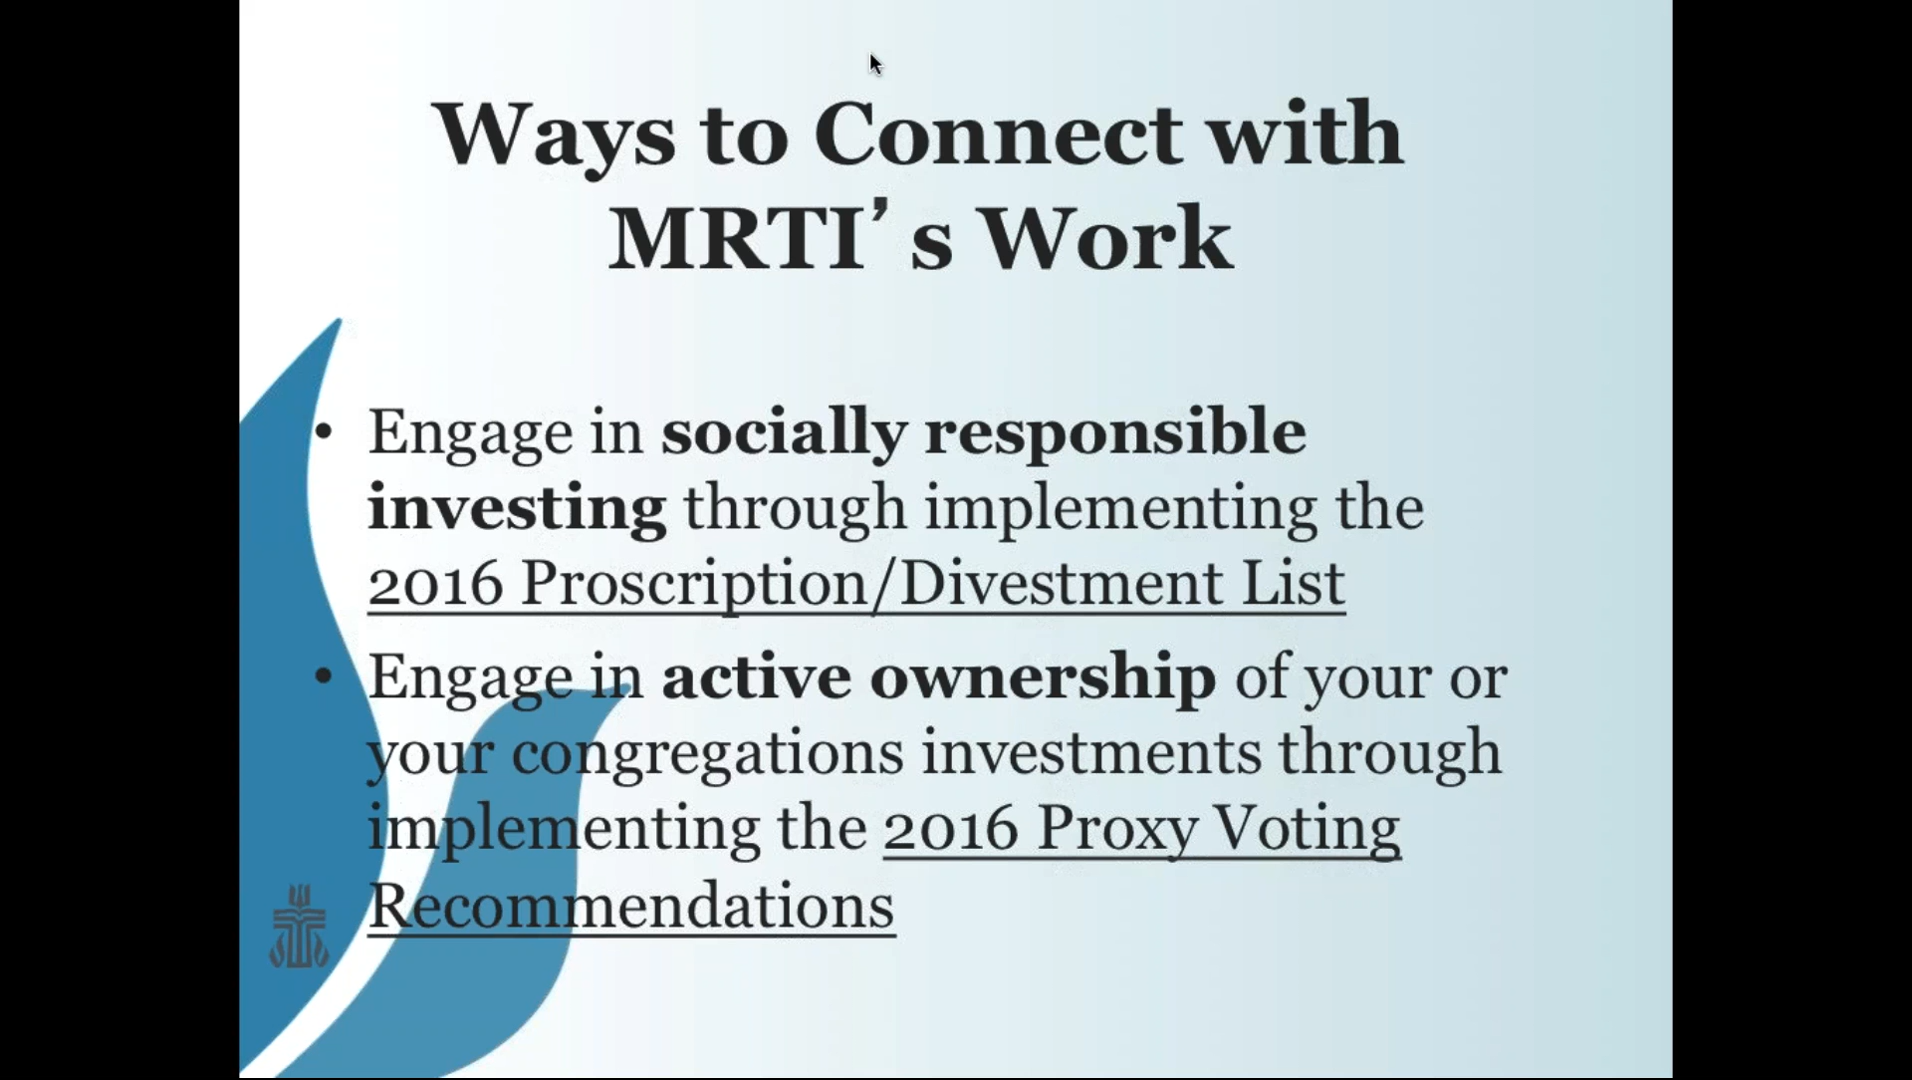 Ways to Connect with
MRTI’s Work
• Engage in socially responsible
investing through implementing the
2016 Proscription/Divestment List
• Engage in active ownership of your or
your congregations investments through
implementing the 2016 Proxy Voting
Recommendations